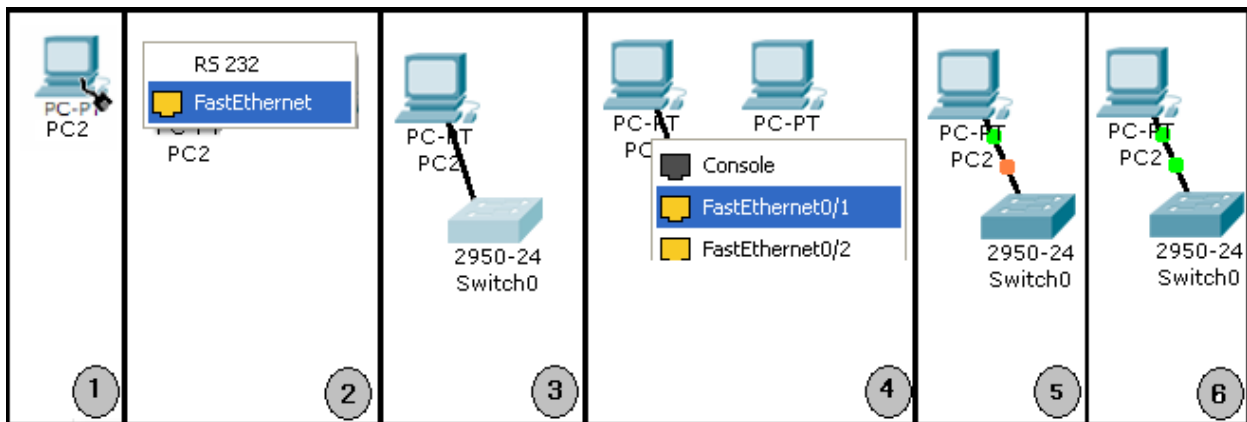 PC-PT
PC2
1
RS 232
FastEthernet
PC2
2
PC-PT
PC2
2950-24
Switch0
3
PC-PT
PC-PT
PC
Console
FastEthernet0/1
FastEthernet0/2
4
PC-PT
PC2
2950-24
Switch0
5
PC-PT
PC2
2950-24
Switch0
6